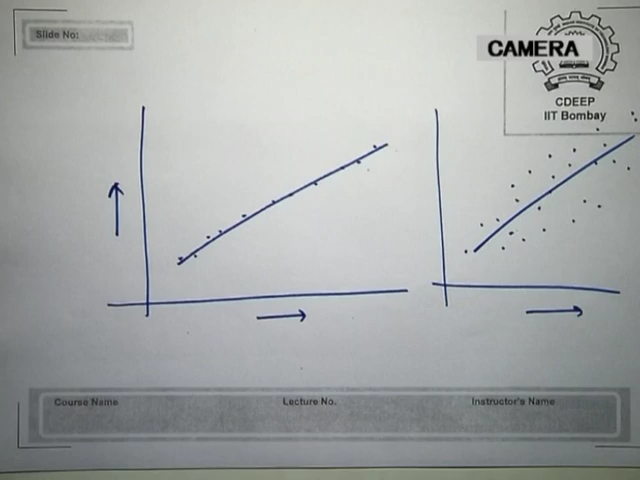 Slide No:
CAMERA
CDEEP
IIT Bombay
Course Name
Lecture No.
Instructor's Name